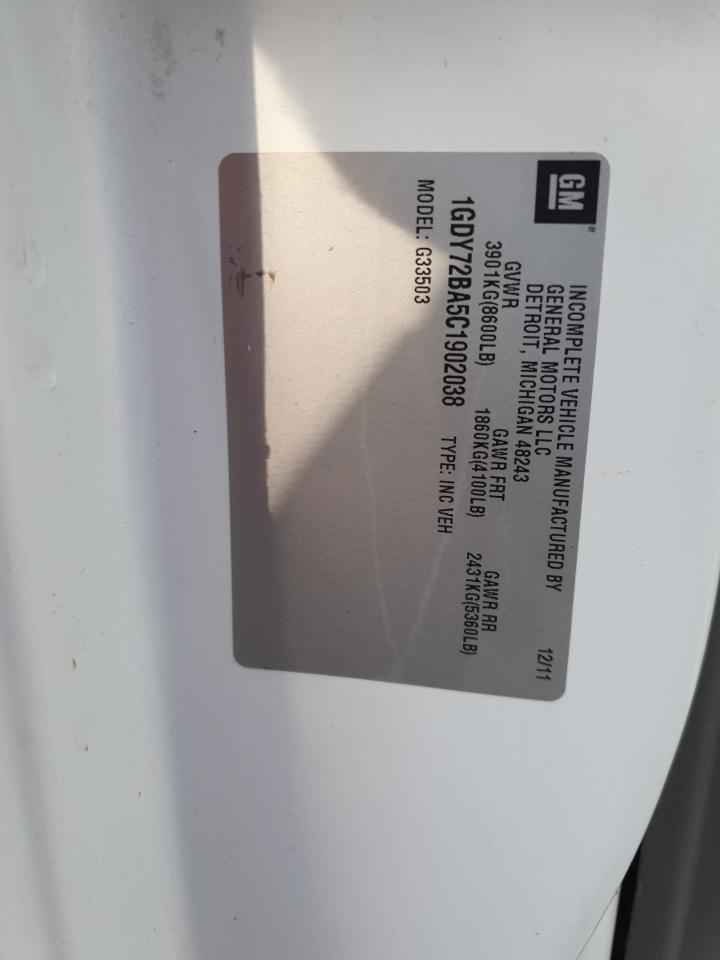 GM®
INCOMPLETE VEHICLE MANUFACTURED BY
GENERAL MOTORS LLC
DETROIT, MICHIGAN 48243
12/11
GVWR GAWR FRT GAWR RR
3901KG(8600LB) 1860KG(4100LB) 2431KG(5360LB)
1GDY72BA5C1902038 TYPE: INC VEH
MODEL: G33503